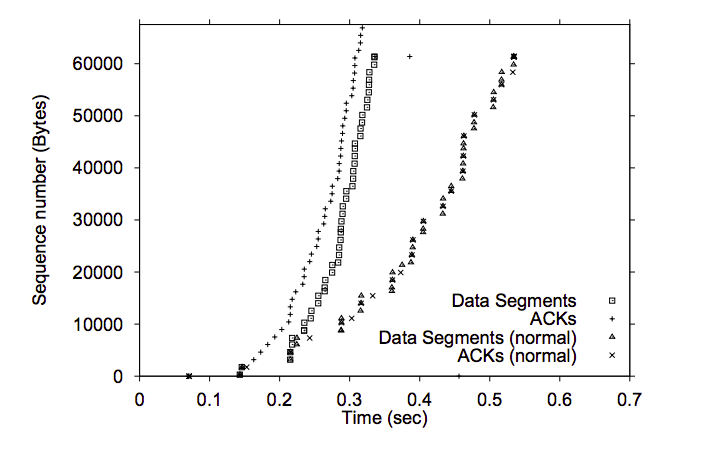 60000
50000
40000
30000
20000
10000
0
Sequence number (Bytes)
Data Segments
ACKs
Data Segments (normal)
ACKs (normal)
0 0.1 0.2 0.3 0.4 0.5 0.6 0.7
Time (sec)